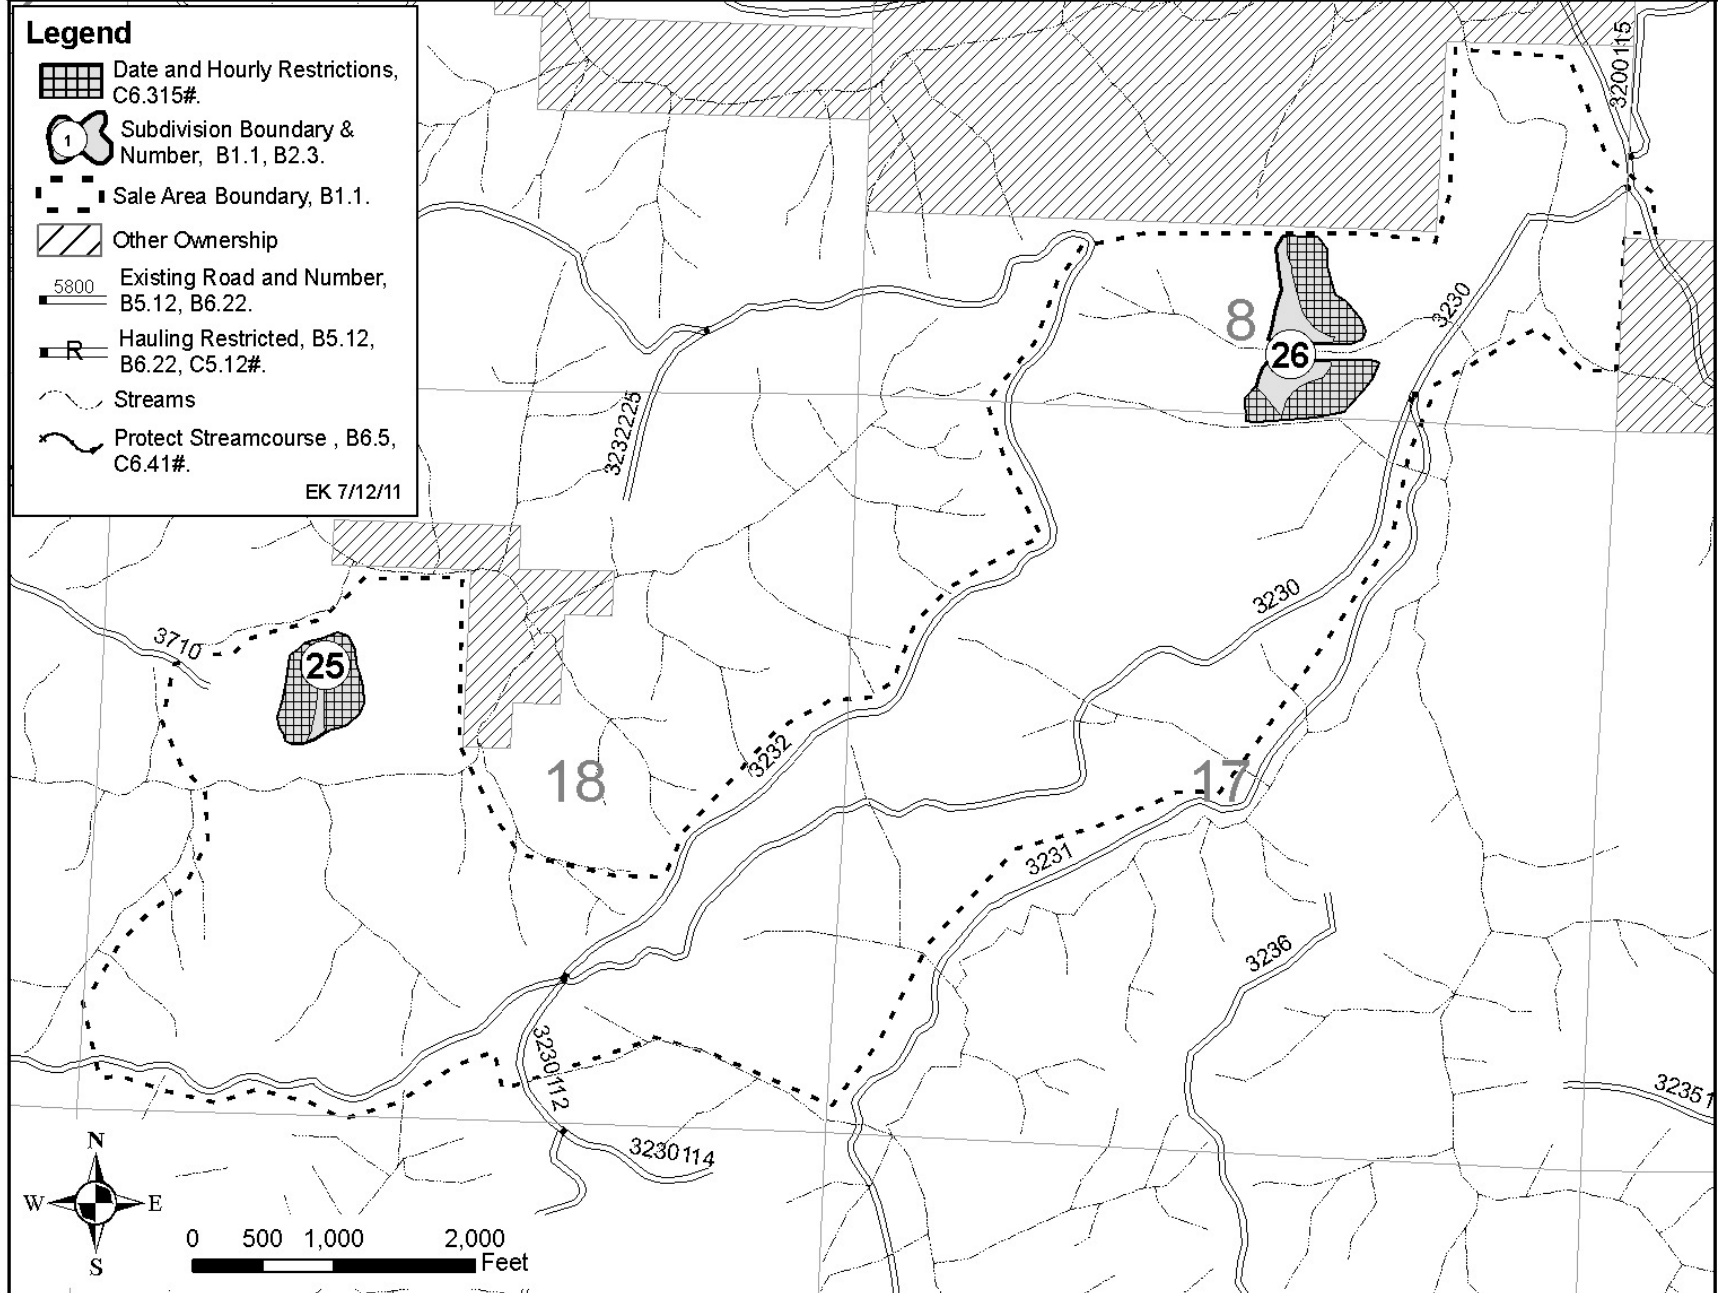 Legend
Date and Hourly Restrictions,
C6.315#.
1
Subdivision Boundary &
Number, B1.1, B2.3.
Sale Area Boundary, B1.1.
Other Ownership
5800
Existing Road and Number,
B5.12, B6.22.
R
Hauling Restricted, B5.12,
B6.22, C5.12#.
Streams
Protect Streamcourse , B6.5,
C6.41#.
EK 7/12/11
3200115
3230
8
26
3232225
3230
3710
25
18
3232
17
3231
3236
3230112
3230114
32351
N
W
E
S
0 500 1,000 2,000
Feet